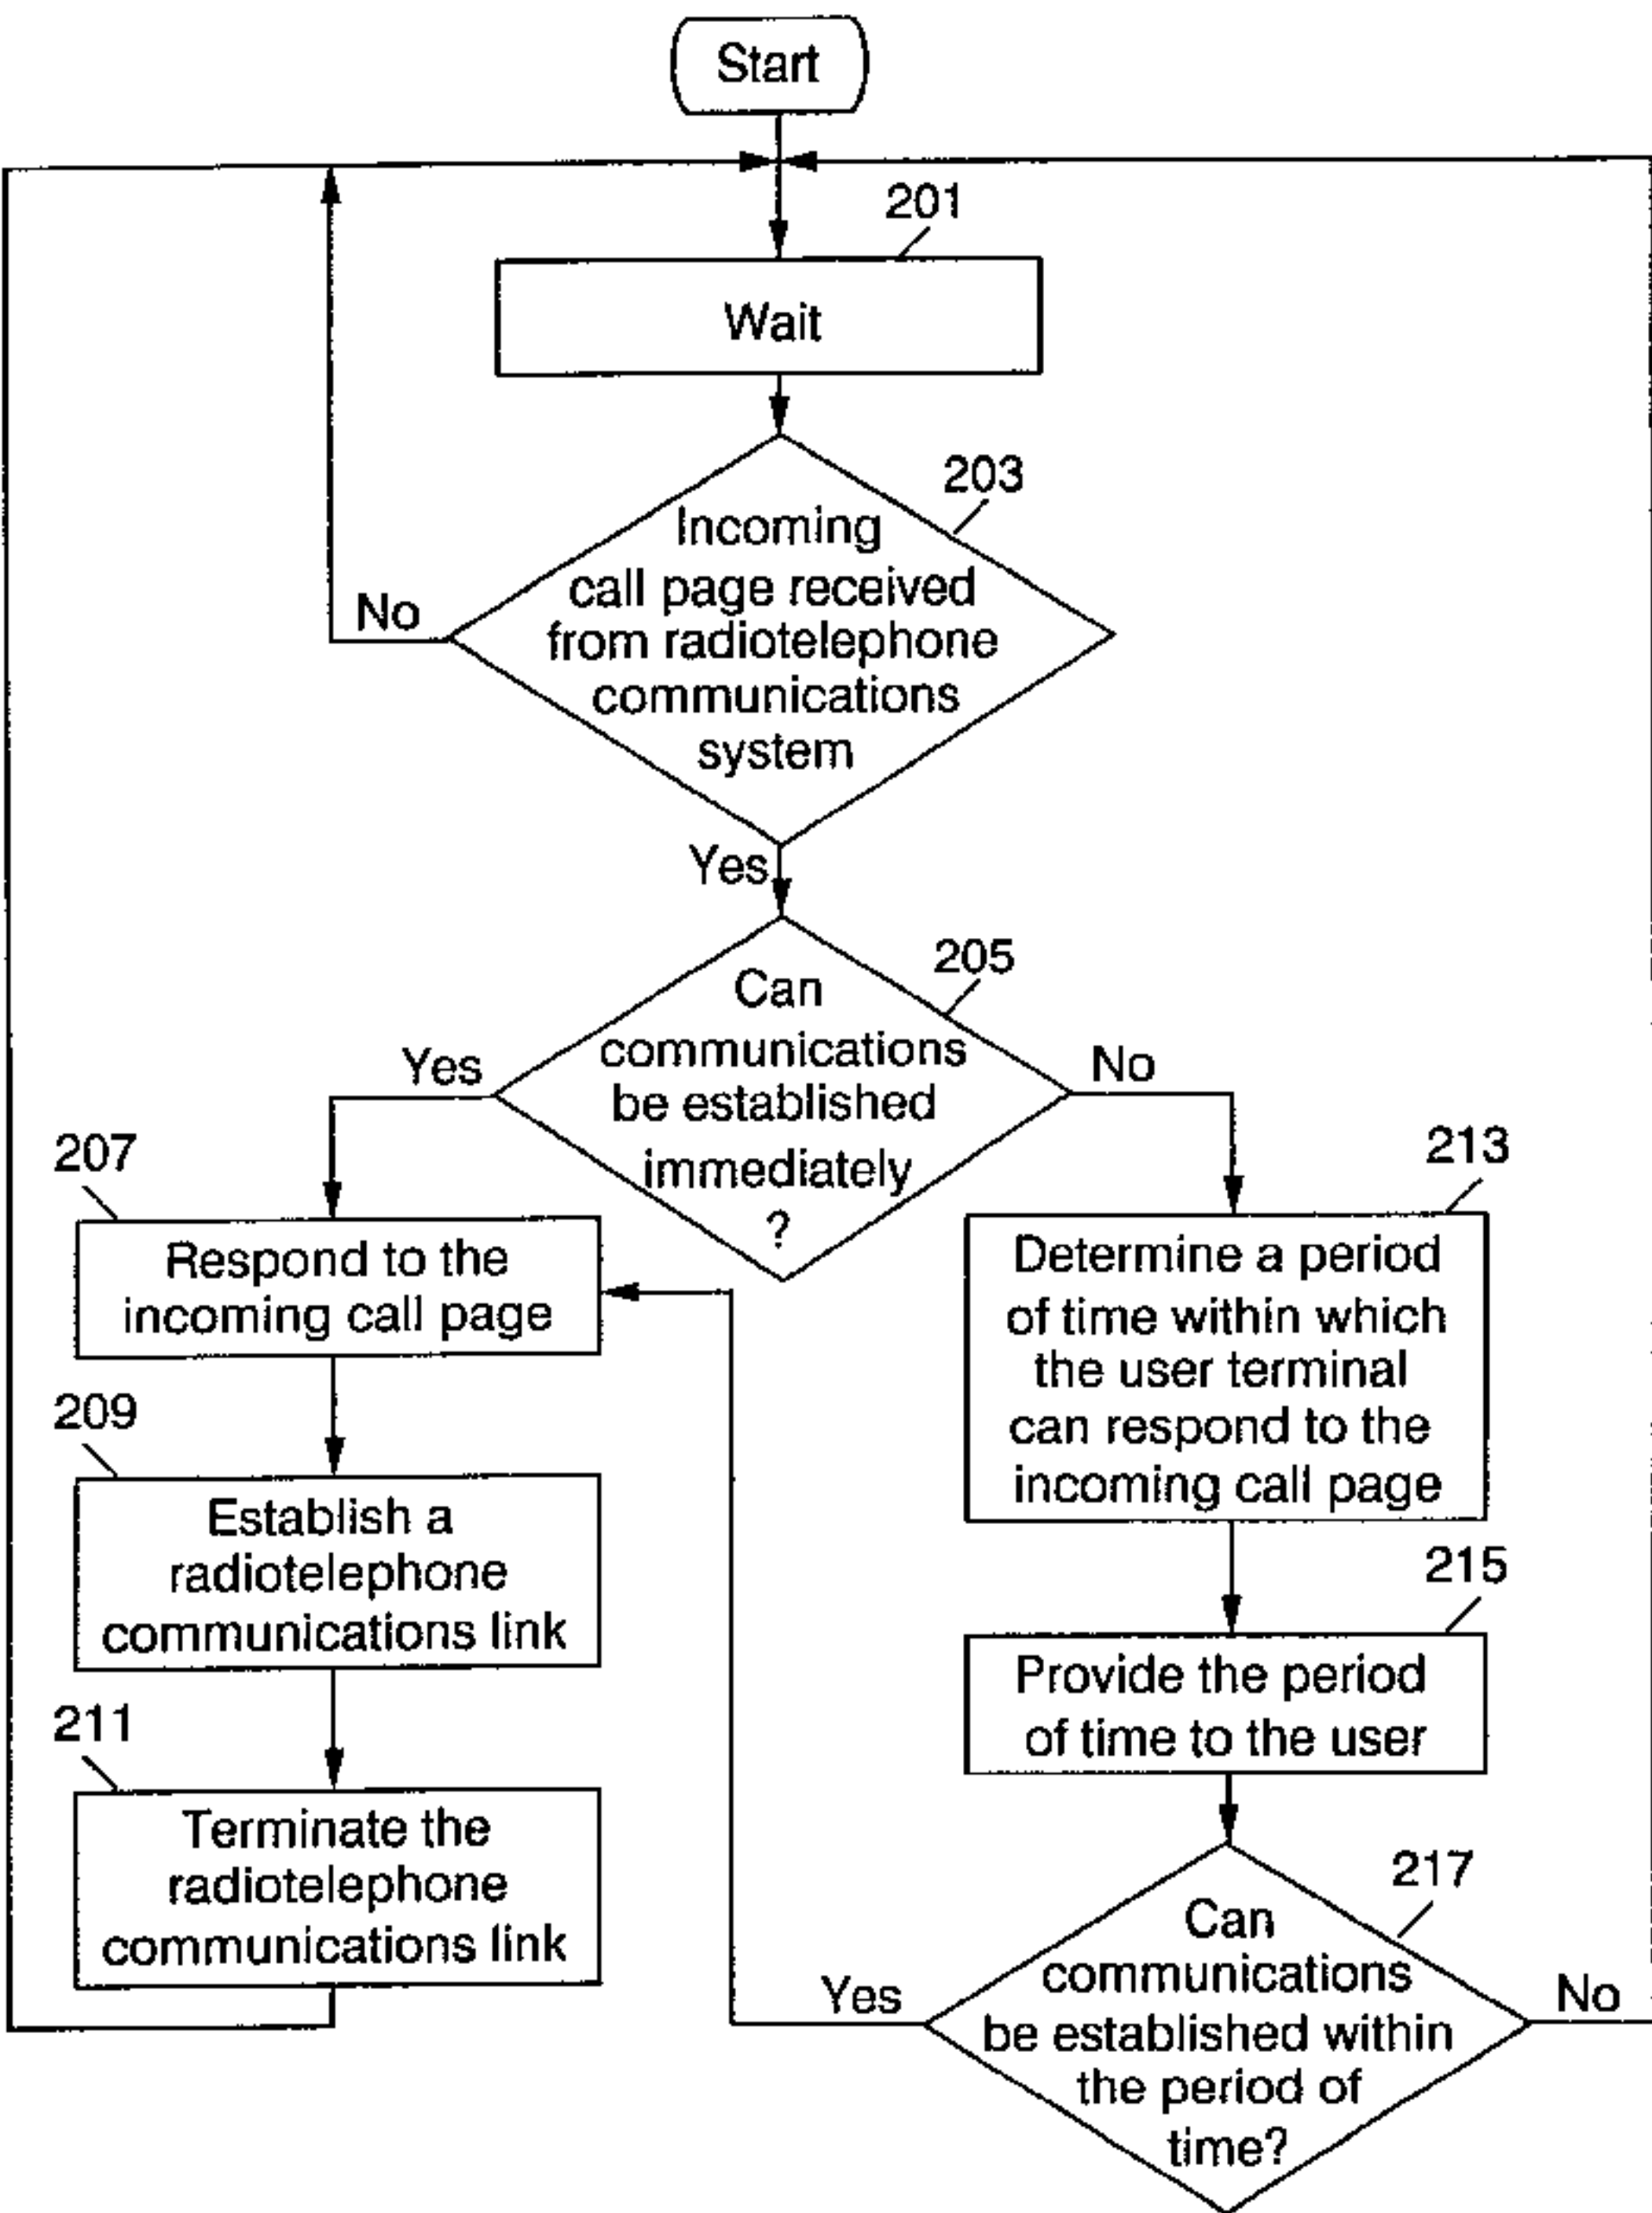 Start
201
Wait
203
Incoming
call page received
from radiotelephone
communications
system
No
Yes
205
Can
communications
be established
immediately
?
Yes
No
207
Respond to the
incoming call page
209
Establish a
radiotelephone
communications link
211
Terminate the
radiotelephone
communications link
213
Determine a period
of time within which
the user terminal
can respond to the
incoming call page
215
Provide the period
of time to the user
217
Can
communications
be established within
the period of
time?
Yes
No